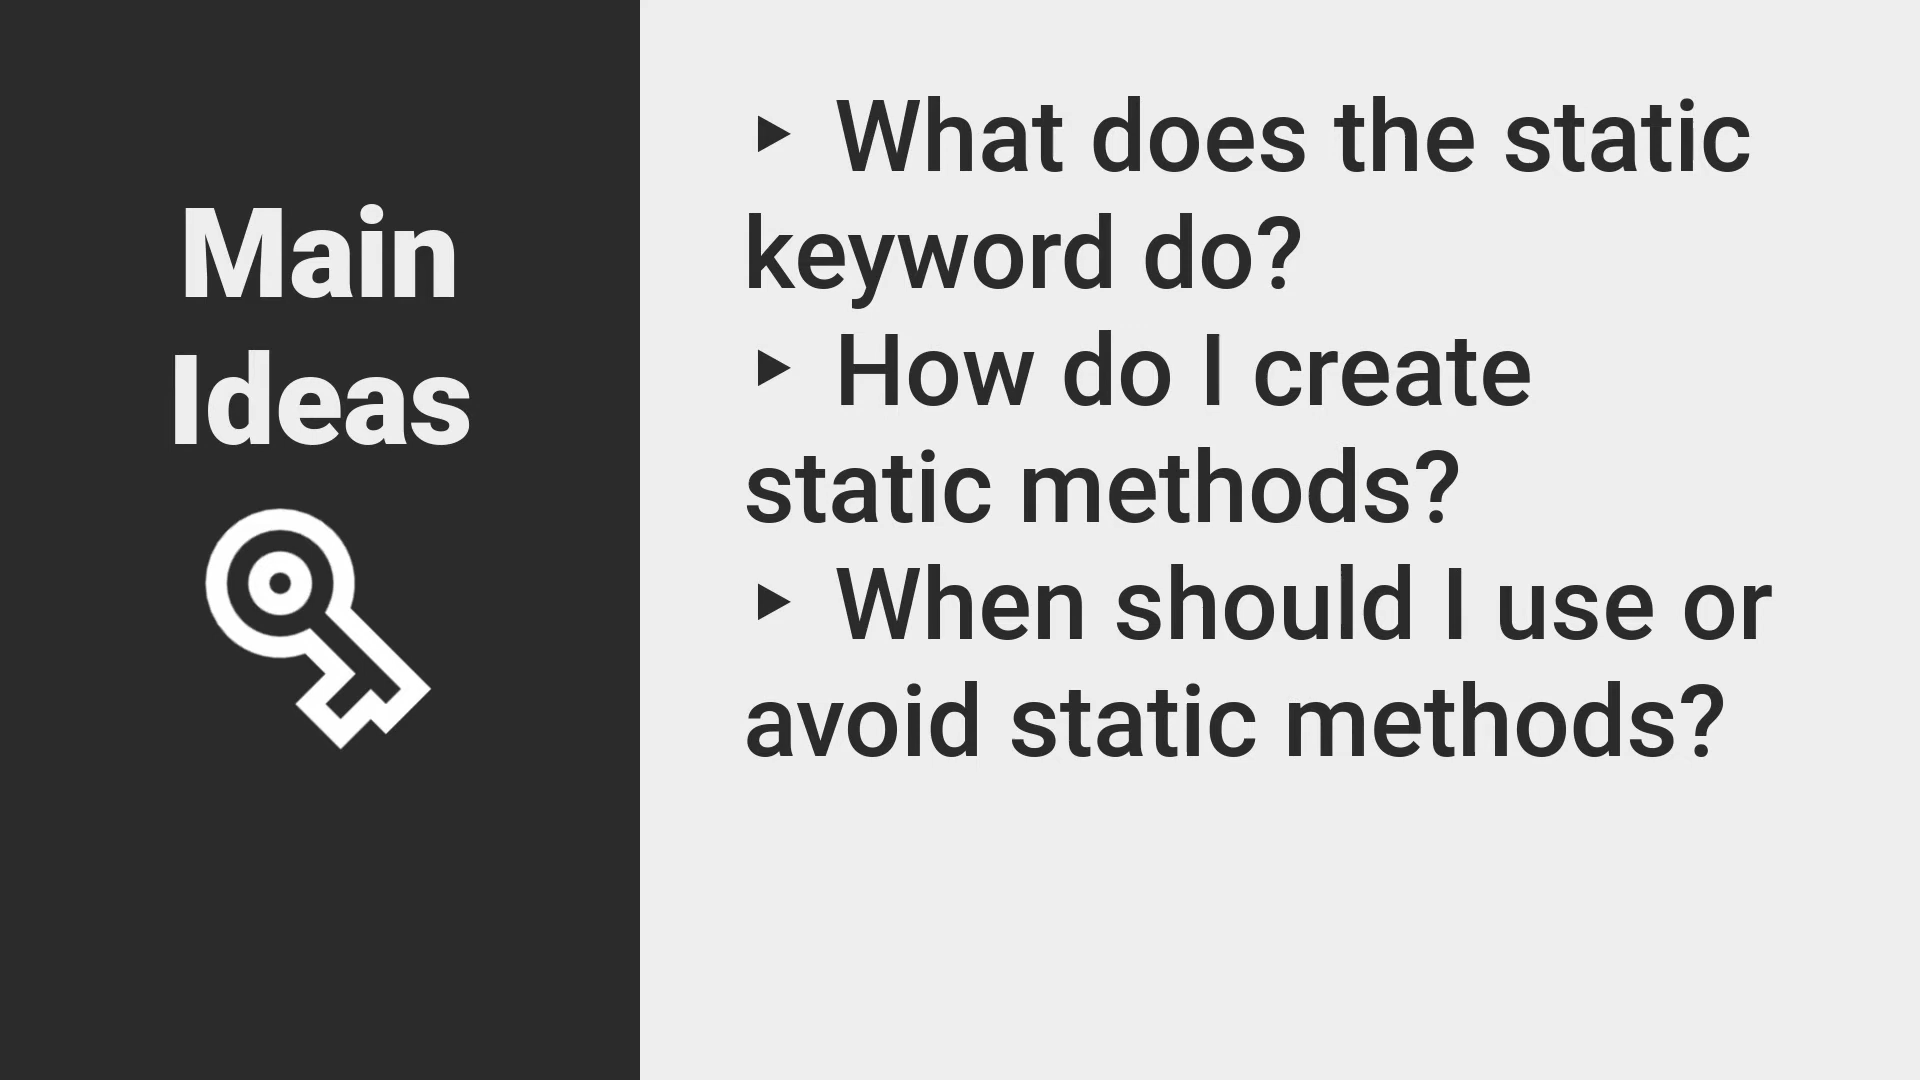 Main
Ideas
‣ What does the static
keyword do?
‣ How do I create
static methods?
‣ When should I use or
avoid static methods?